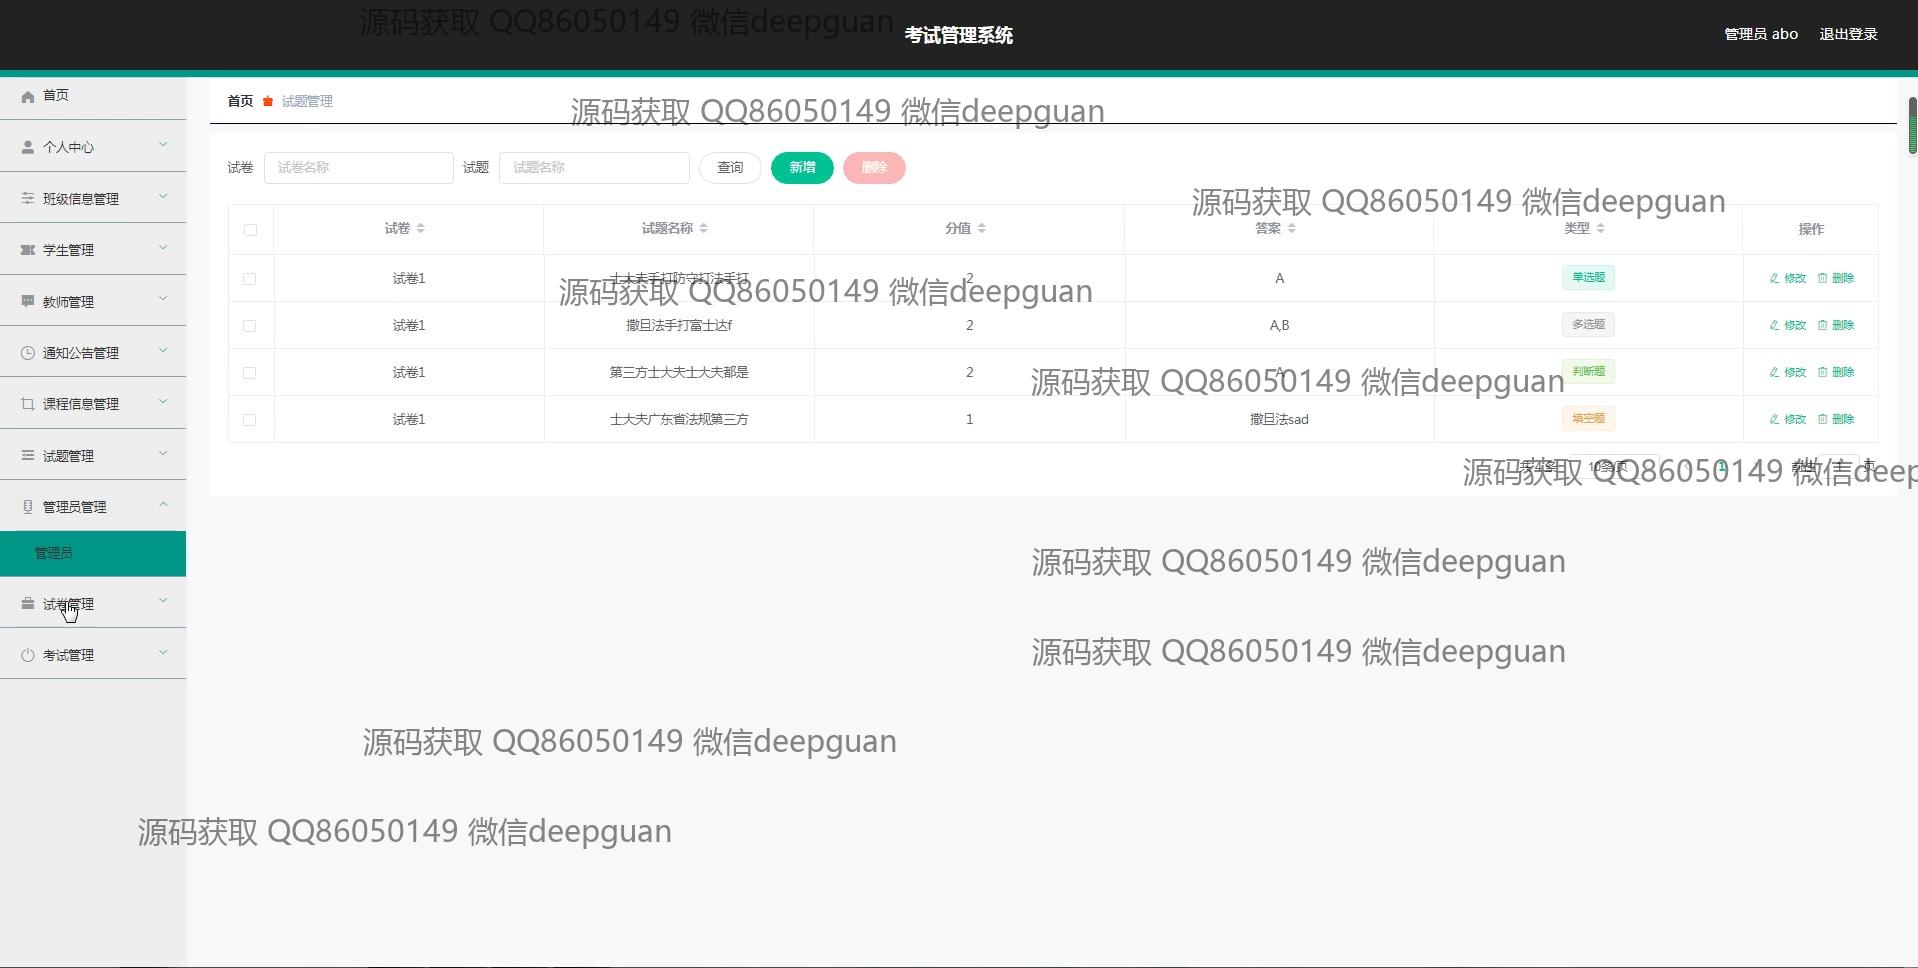 源码获取 QQ86050149 微信deepguan
考试管理系统
管理员 abo 退出登录
首页
个人中心
班级信息管理
学生管理
教师管理
通知公告管理
课程信息管理
试题管理
管理员管理
管理员
试卷管理
考试管理
首页 试题管理
源码获取 QQ86050149 微信deepguan
试卷 试卷名称 试题 试题名称 查询 新增 删除
源码获取 QQ86050149 微信deepguan
试卷 试题名称 分值 答案 类型 操作
试卷1 士大夫手打防守打法手打 2 A 单选题 修改 删除
源码获取 QQ86050149 微信deepguan
试卷1 撒旦法手打富士达f 2 A,B 多选题 修改 删除
试卷1 第三方士大夫士大夫都是 2 A 判断题 修改 删除
源码获取 QQ86050149 微信deepguan
试卷1 士大夫广东省法规第三方 1 撒旦法sad 填空题 修改 删除
共4条 10条/页 1 前往 1 页
源码获取 QQ86050149 微信deep
源码获取 QQ86050149 微信deepguan
源码获取 QQ86050149 微信deepguan
源码获取 QQ86050149 微信deepguan
源码获取 QQ86050149 微信deepguan